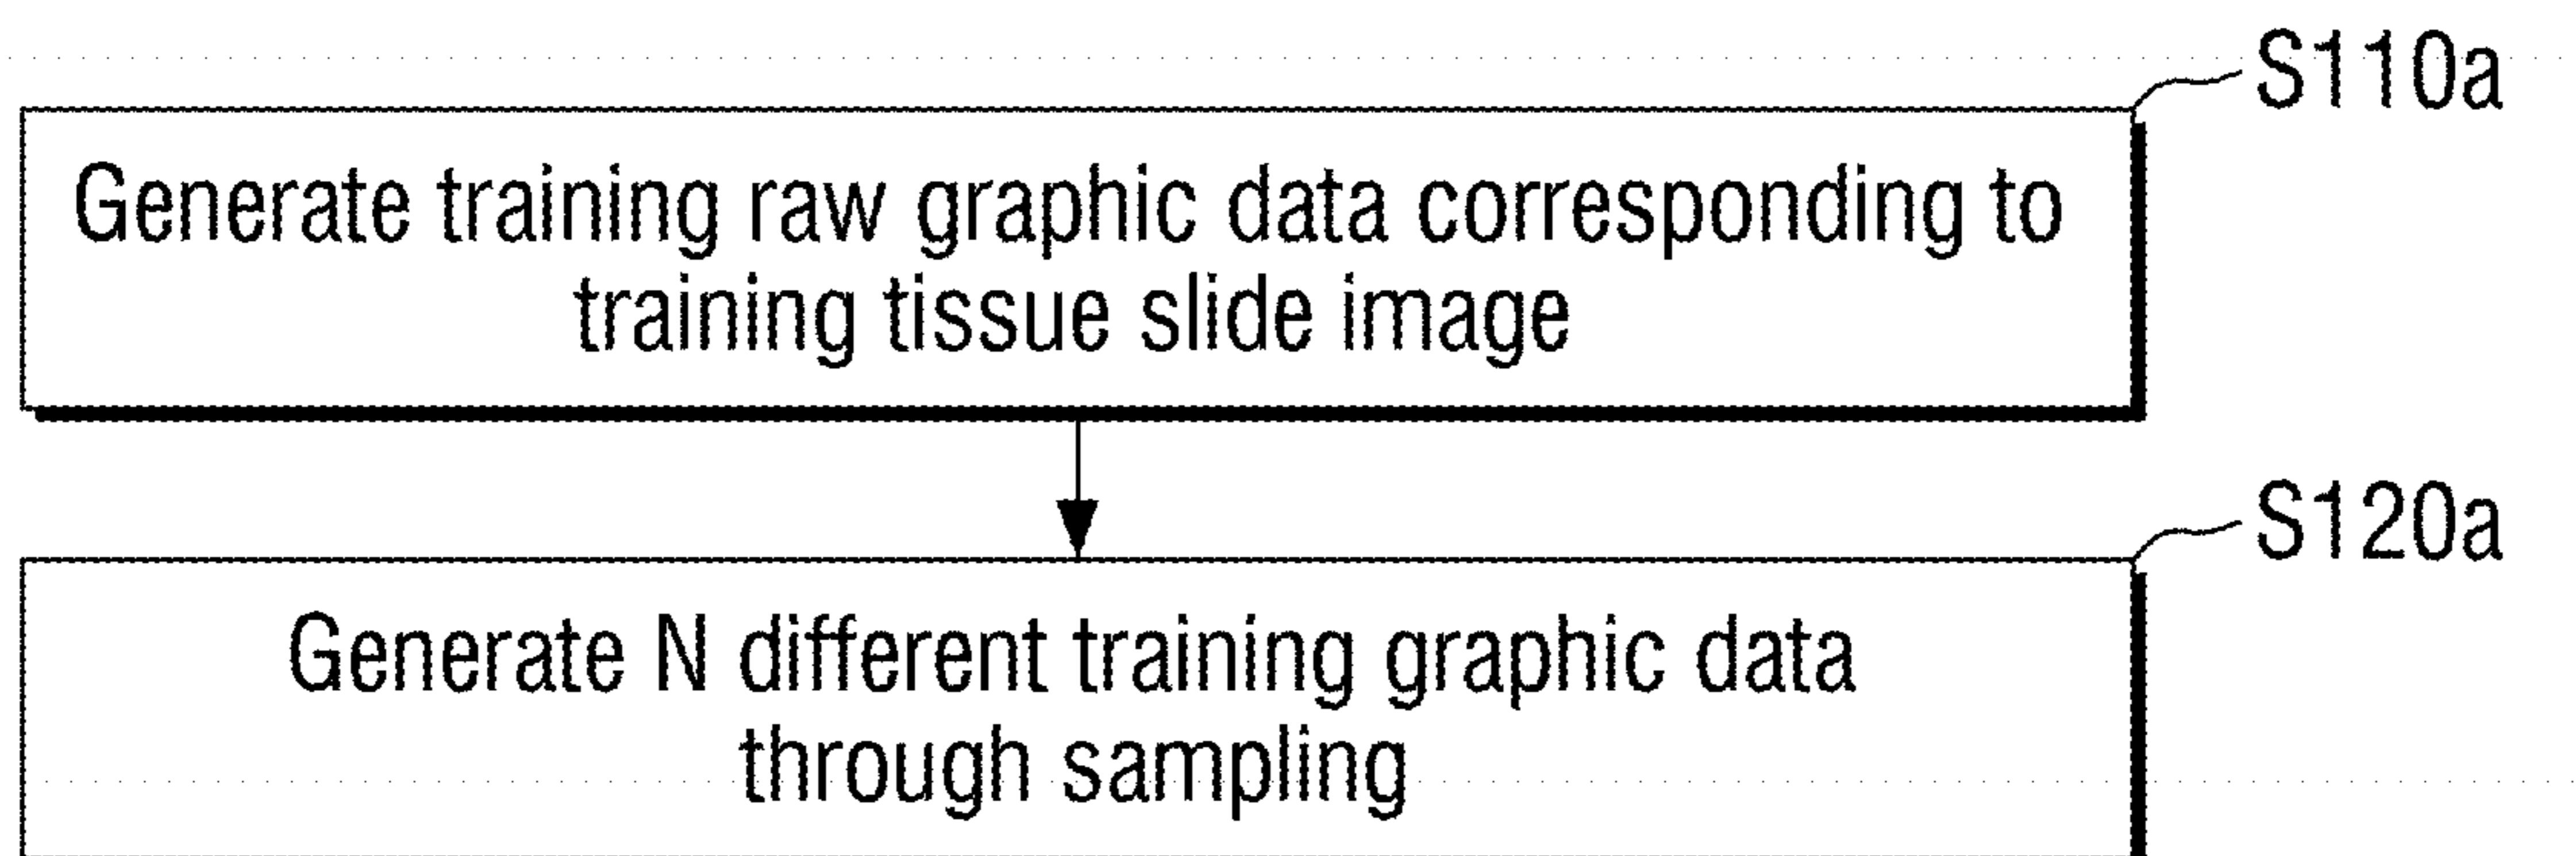 S110a
Generate training raw graphic data corresponding to
training tissue slide image
S120a
Generate N different training graphic data
through sampling